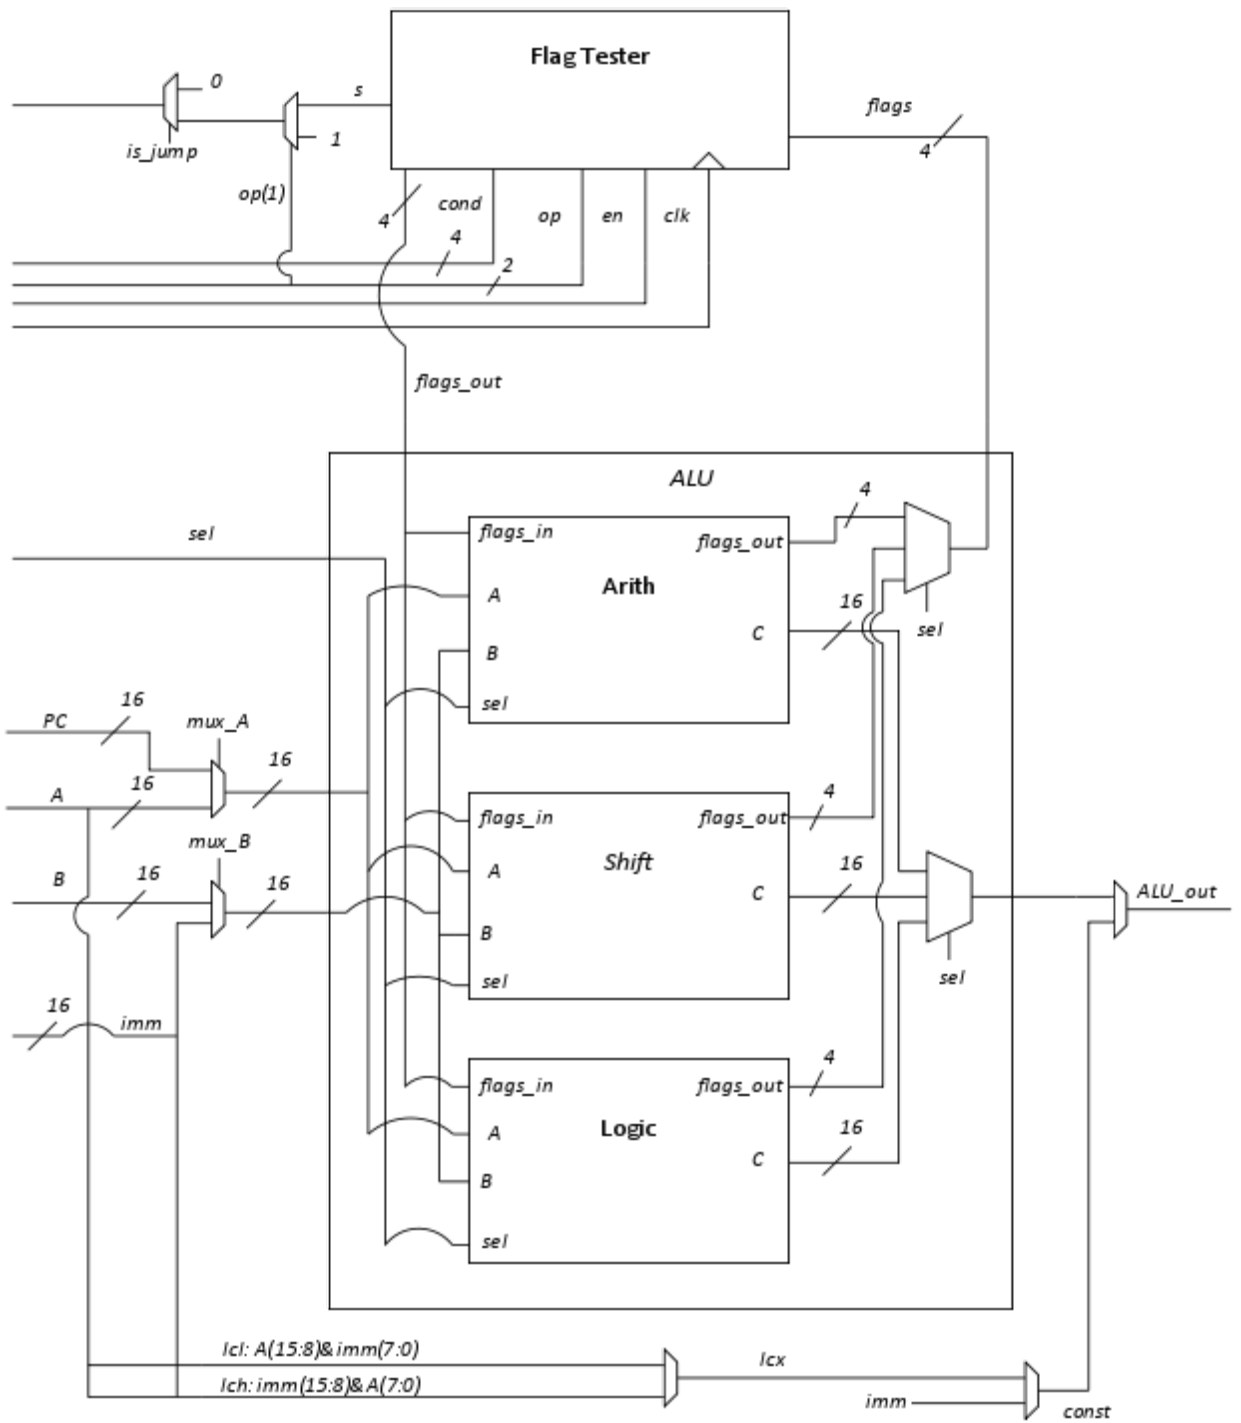 Flag Tester
0
s
1
is_jump
flags
4
op(1)
4
cond
4
op
en
clk
2
flags_out
ALU
sel
flags_in
flags_out
4
Arith
A
C
16
B
sel
sel
PC
16
mux_A
16
A
16
flags_in
flags_out
4
Shift
A
C
16
B
sel
mux_B
B
16
16
ALU_out
sel
16
imm
flags_in
flags_out
4
Logic
A
C
16
B
sel
lcl: A(15:8)&imm(7:0)
lcx
lch: imm(15:8)&A(7:0)
imm
const